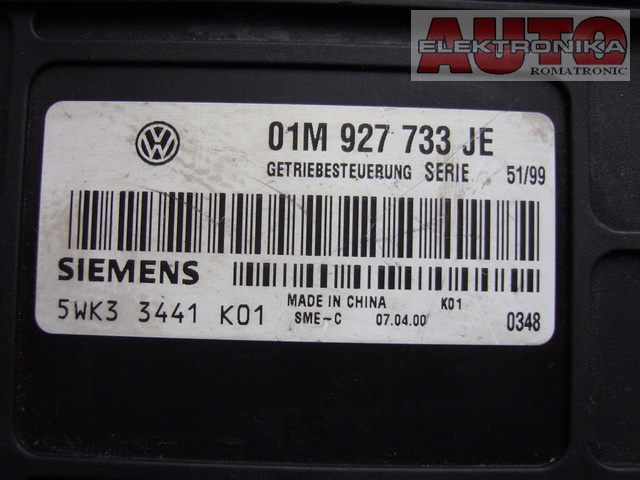 AUTO
ELEKTRONIKA
ROMATRONIC
01M 927 733 JE
GETRIEBESTEUERUNG SERIE 51/99
SIEMENS
5WK3 3441 K01
MADE IN CHINA K01
SME-C 07.04.00 0348